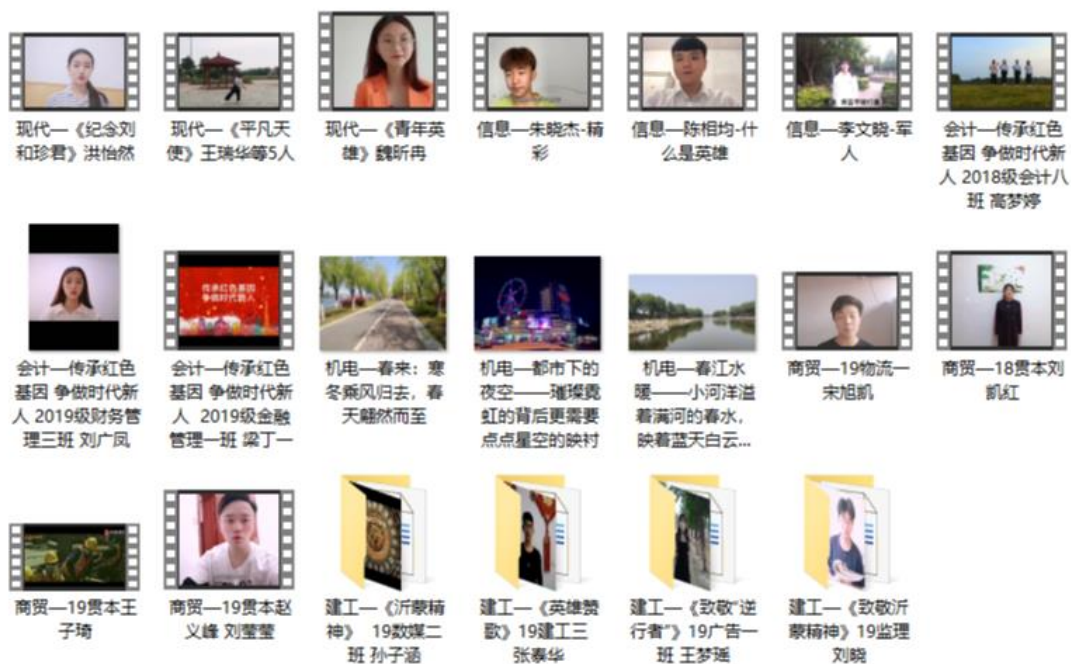 现代—《纪念刘
和珍君》洪怡然
现代—《平凡天
使》王瑞华等5人
现代—《青年英
雄》魏昕冉
信息—朱晓杰-精
彩
信息—陈相均-什
么是英雄
信息—李文晓-军
人
会计—传承红色
基因 争做时代新
人 2018级会计八
班 高梦婷
会计—传承红色
基因 争做时代新
人 2019级财务管
理三班 刘广凤
传承红色基因
争做时代新人
会计—传承红色
基因 争做时代新
人 2019级金融
管理一班 梁丁一
机电—春来：寒
冬乘风归去，春
天翩然而至
机电—都市下的
夜空——璀璨霓
虹的背后更需要
点点星空的映衬
机电—春江水
暖——小河洋溢
着满河的春水，
映着蓝天白云...
商贸—19物流一
宋旭凯
商贸—18贯本刘
凯红
商贸—19贯本王
子琦
商贸—19贯本赵
义峰 刘莹莹
建工—《沂蒙精
神》 19数媒二
班 孙子涵
建工—《英雄赞
歌》19建工三
张泰华
建工—《致敬“逆
行者”》19广告一
班 王梦瑶
建工—《致敬沂
蒙精神》19监理
刘晓